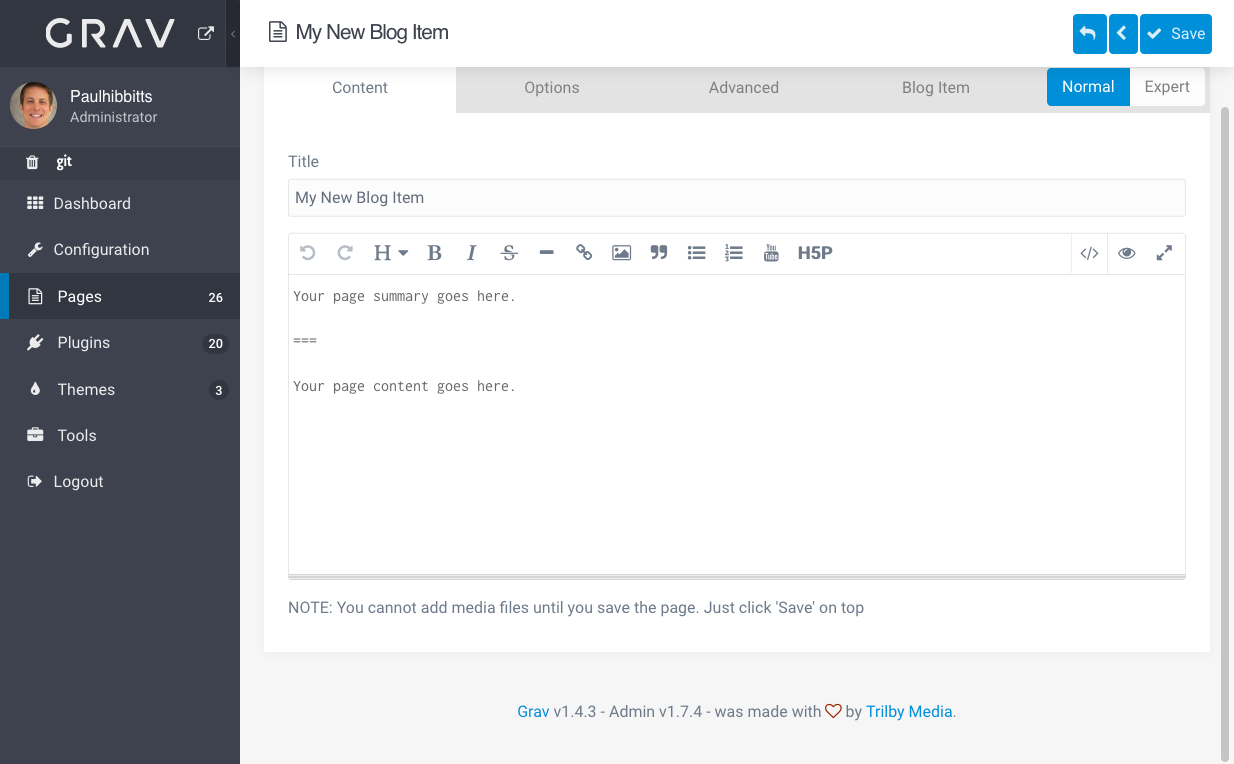 GRAV
My New Blog Item
Save
Paulhibbitts
Administrator
git
Dashboard
Configuration
Pages 26
Plugins 20
Themes 3
Tools
Logout
Content Options Advanced Blog Item Normal Expert
Title
My New Blog Item
H B I S You Tube H5P </>
Your page summary goes here.
===
Your page content goes here.
NOTE: You cannot add media files until you save the page. Just click 'Save' on top
Grav v1.4.3 - Admin v1.7.4 - was made with by Trilby Media.